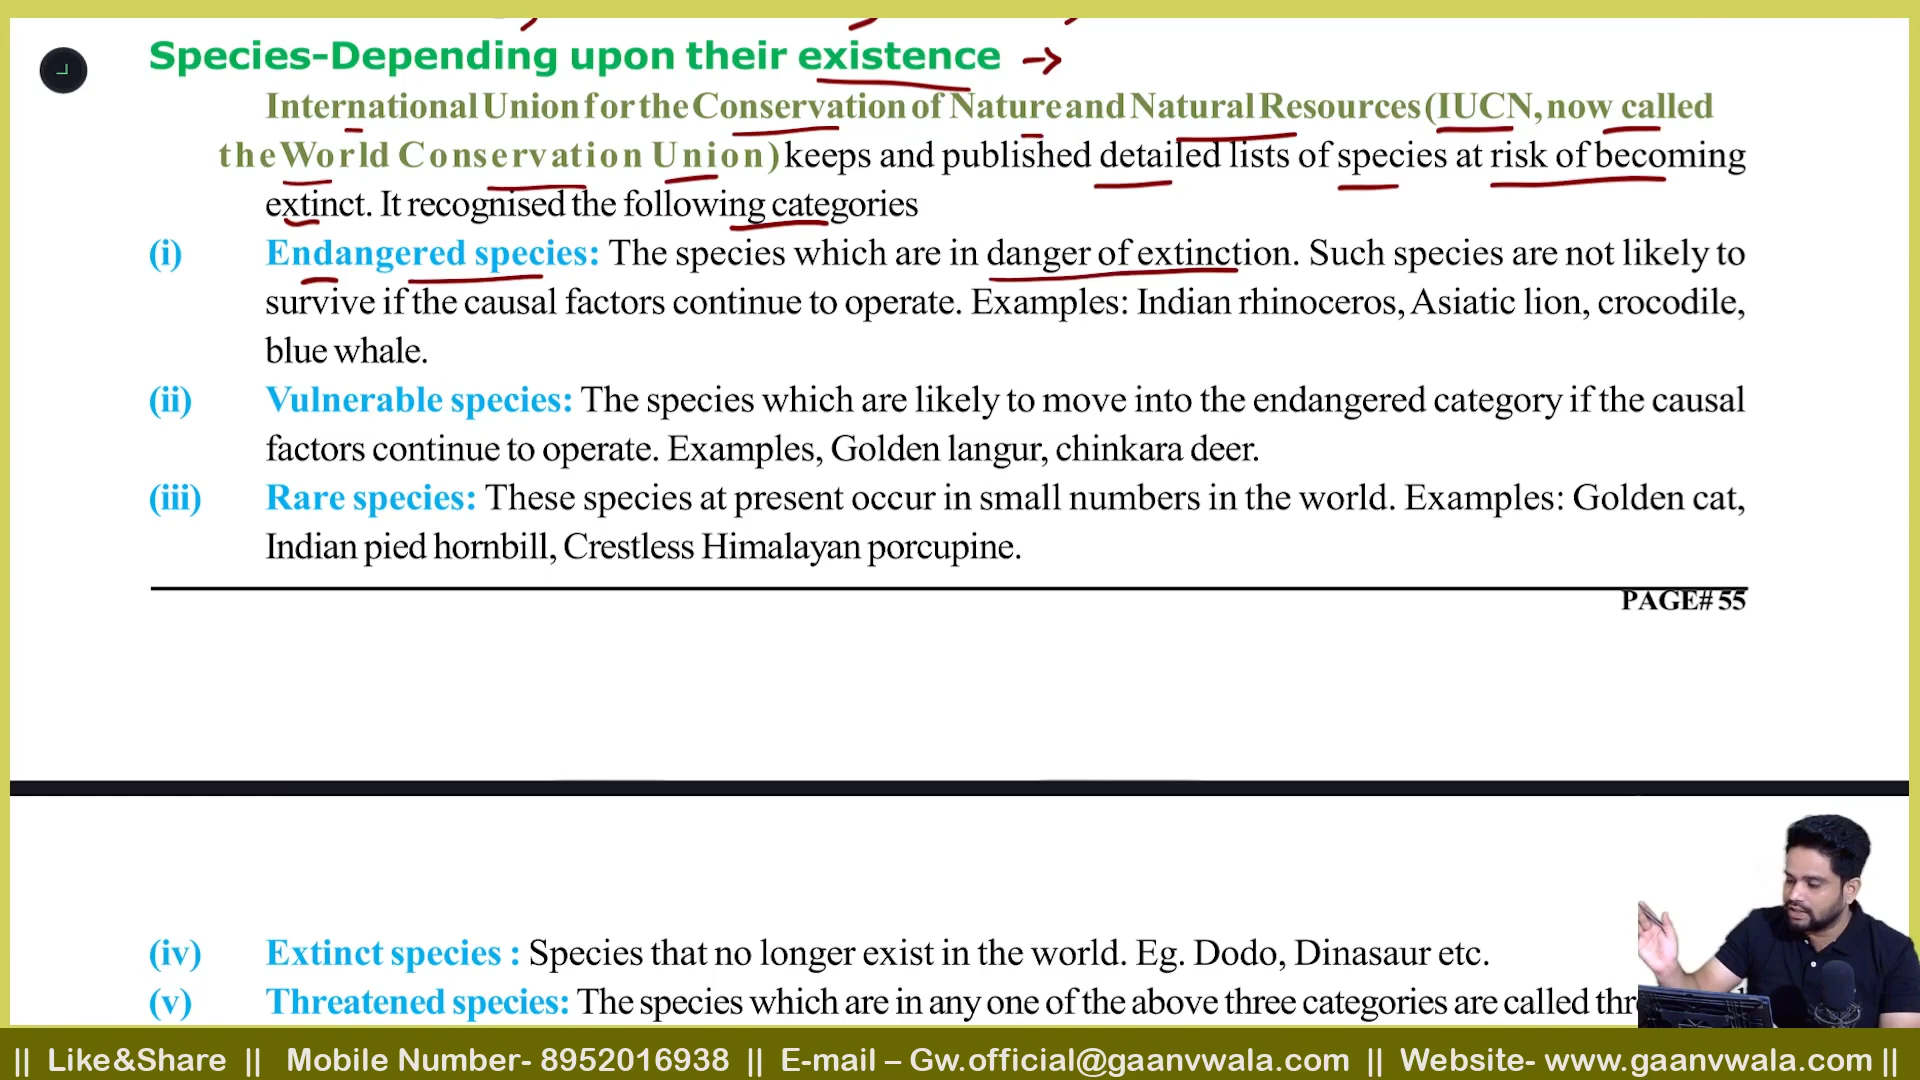 Species-Depending upon their existence
International Union for the Conservation of Nature and Natural Resources (IUCN, now called
the World Conservation Union) keeps and published detailed lists of species at risk of becoming
extinct. It recognised the following categories
(i) Endangered species: The species which are in danger of extinction. Such species are not likely to
survive if the causal factors continue to operate. Examples: Indian rhinoceros, Asiatic lion, crocodile,
blue whale.
(ii) Vulnerable species: The species which are likely to move into the endangered category if the causal
factors continue to operate. Examples, Golden langur, chinkara deer.
(iii) Rare species: These species at present occur in small numbers in the world. Examples: Golden cat,
Indian pied hornbill, Crestless Himalayan porcupine.
PAGE# 55
(iv) Extinct species : Species that no longer exist in the world. Eg. Dodo, Dinasaur etc.
(v) Threatened species: The species which are in any one of the above three categories are called
|| Like&Share || Mobile Number- 8952016938 || E-mail – Gw.official@gaanvwala.com || Website- www.gaanvwala.com ||